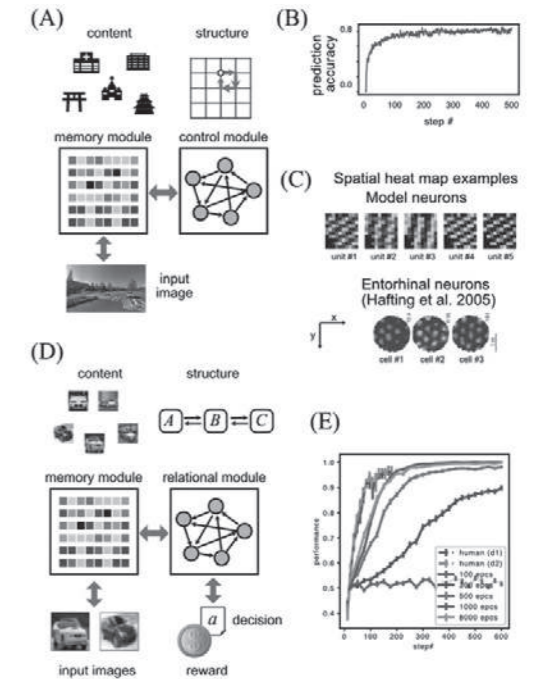 (A)
content
structure
memory module
control module
input
image
(B)
prediction
accuracy
0.8
0.0
0
100
200
300
400
500
step #
(C)
Spatial heat map examples
Model neurons
unit #1
unit #2
unit #3
unit #4
unit #5
Entorhinal neurons
(Hafting et al. 2005)
x
y
cell #1
cell #2
cell #3
(D)
content
structure
A
B
C
memory module
relational module
a
decision
input images
reward
(E)
performance
1.0
0.9
0.8
0.7
0.6
0.5
0.4
0
100
200
300
400
500
600
step#
human (d1)
human (d2)
100 epcs
epcs
800 epcs
1000 epcs
epcs